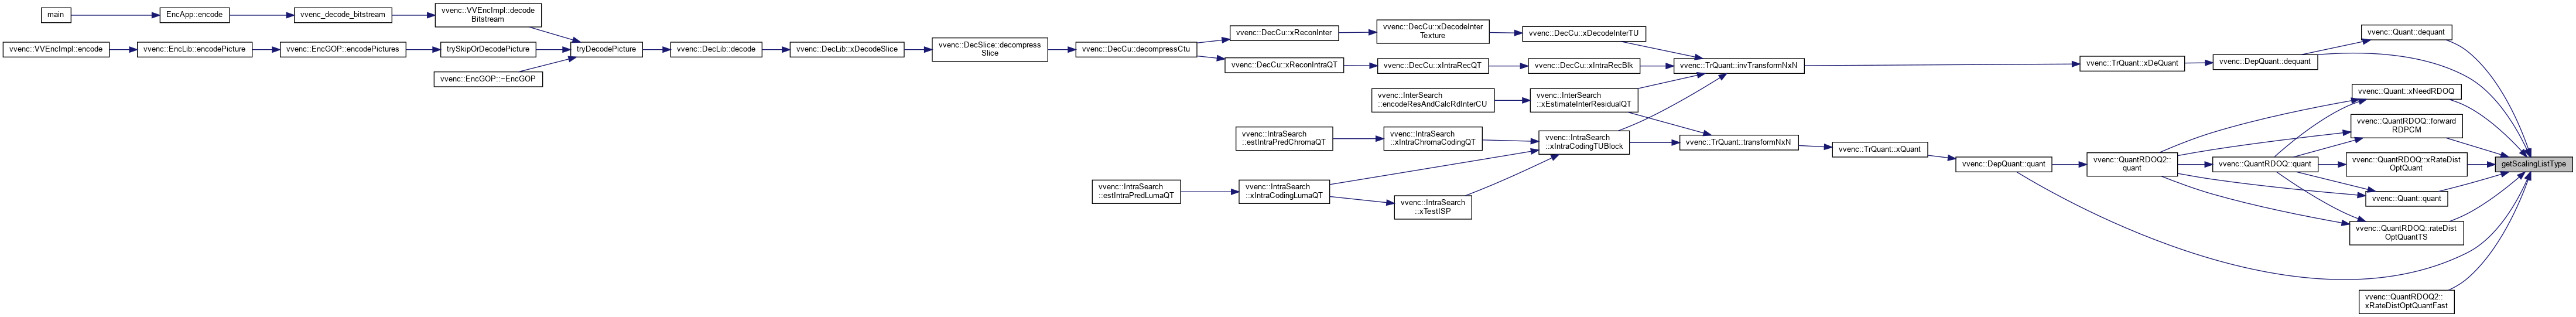 main
EncApp::encode
vvenc_decode_bitstream
vvenc::VVEncImpl::decode
Bitstream
vvenc::VVEncImpl::encode
vvenc::EncLib::encodePicture
vvenc::EncGOP::encodePictures
trySkipOrDecodePicture
vvenc::EncGOP::~EncGOP
tryDecodePicture
vvenc::DecLib::decode
vvenc::DecLib::xDecodeSlice
vvenc::DecSlice::decompress
Slice
vvenc::DecCu::decompressCtu
vvenc::DecCu::xReconInter
vvenc::DecCu::xDecodeInter
Texture
vvenc::DecCu::xDecodeInterTU
vvenc::DecCu::xReconIntraQT
vvenc::DecCu::xIntraRecQT
vvenc::DecCu::xIntraRecBlk
vvenc::InterSearch
::encodeResAndCalcRdInterCU
vvenc::InterSearch
::xEstimateInterResidualQT
vvenc::IntraSearch
::estIntraPredChromaQT
vvenc::IntraSearch
::xIntraChromaCodingQT
vvenc::IntraSearch
::xIntraCodingTUBlock
vvenc::IntraSearch
::estIntraPredLumaQT
vvenc::IntraSearch
::xIntraCodingLumaQT
vvenc::IntraSearch
::xTestISP
vvenc::TrQuant::invTransformNxN
vvenc::TrQuant::transformNxN
vvenc::TrQuant::xQuant
vvenc::DepQuant::quant
vvenc::TrQuant::xDeQuant
vvenc::DepQuant::dequant
vvenc::Quant::dequant
vvenc::QuantRDOQ2::
quant
vvenc::QuantRDOQ::quant
vvenc::Quant::xNeedRDOQ
vvenc::QuantRDOQ::forward
RDPCM
vvenc::QuantRDOQ::xRateDist
OptQuant
vvenc::Quant::quant
vvenc::QuantRDOQ::rateDist
OptQuantTS
vvenc::QuantRDOQ2::
xRateDistOptQuantFast
getScalingListType